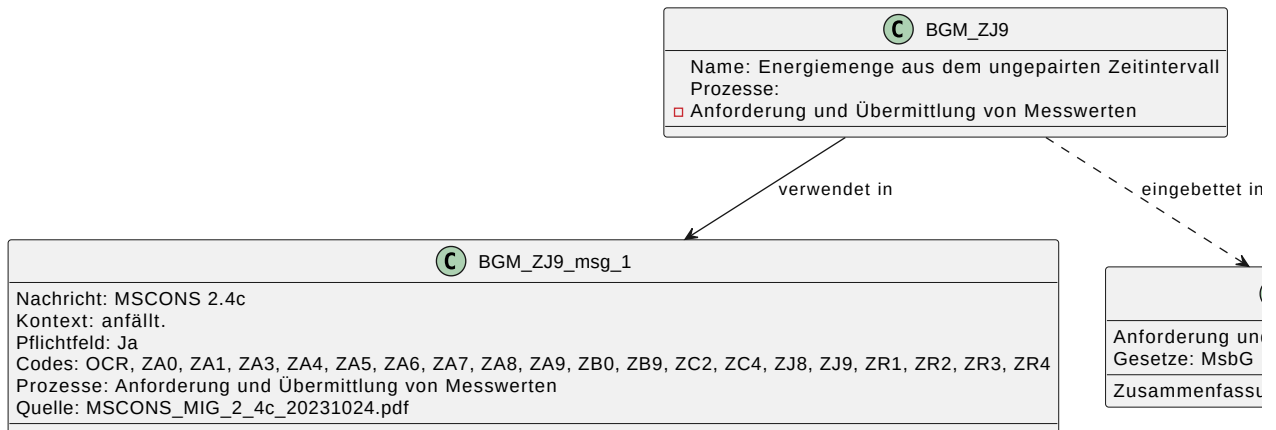 C BGM_ZJ9
Name: Energiemenge aus dem ungepairten Zeitintervall
Prozesse:
Anforderung und Übermittlung von Messwerten
verwendet in
eingebettet in
C BGM_ZJ9_msg_1
Nachricht: MSCONS 2.4c
Kontext: anfällt.
Pflichtfeld: Ja
Codes: OCR, ZA0, ZA1, ZA3, ZA4, ZA5, ZA6, ZA7, ZA8, ZA9, ZB0, ZB9, ZC2, ZC4, ZJ8, ZJ9, ZR1, ZR2, ZR3, ZR4
Prozesse: Anforderung und Übermittlung von Messwerten
Quelle: MSCONS_MIG_2_4c_20231024.pdf
Anforderung
Gesetze: MsbG